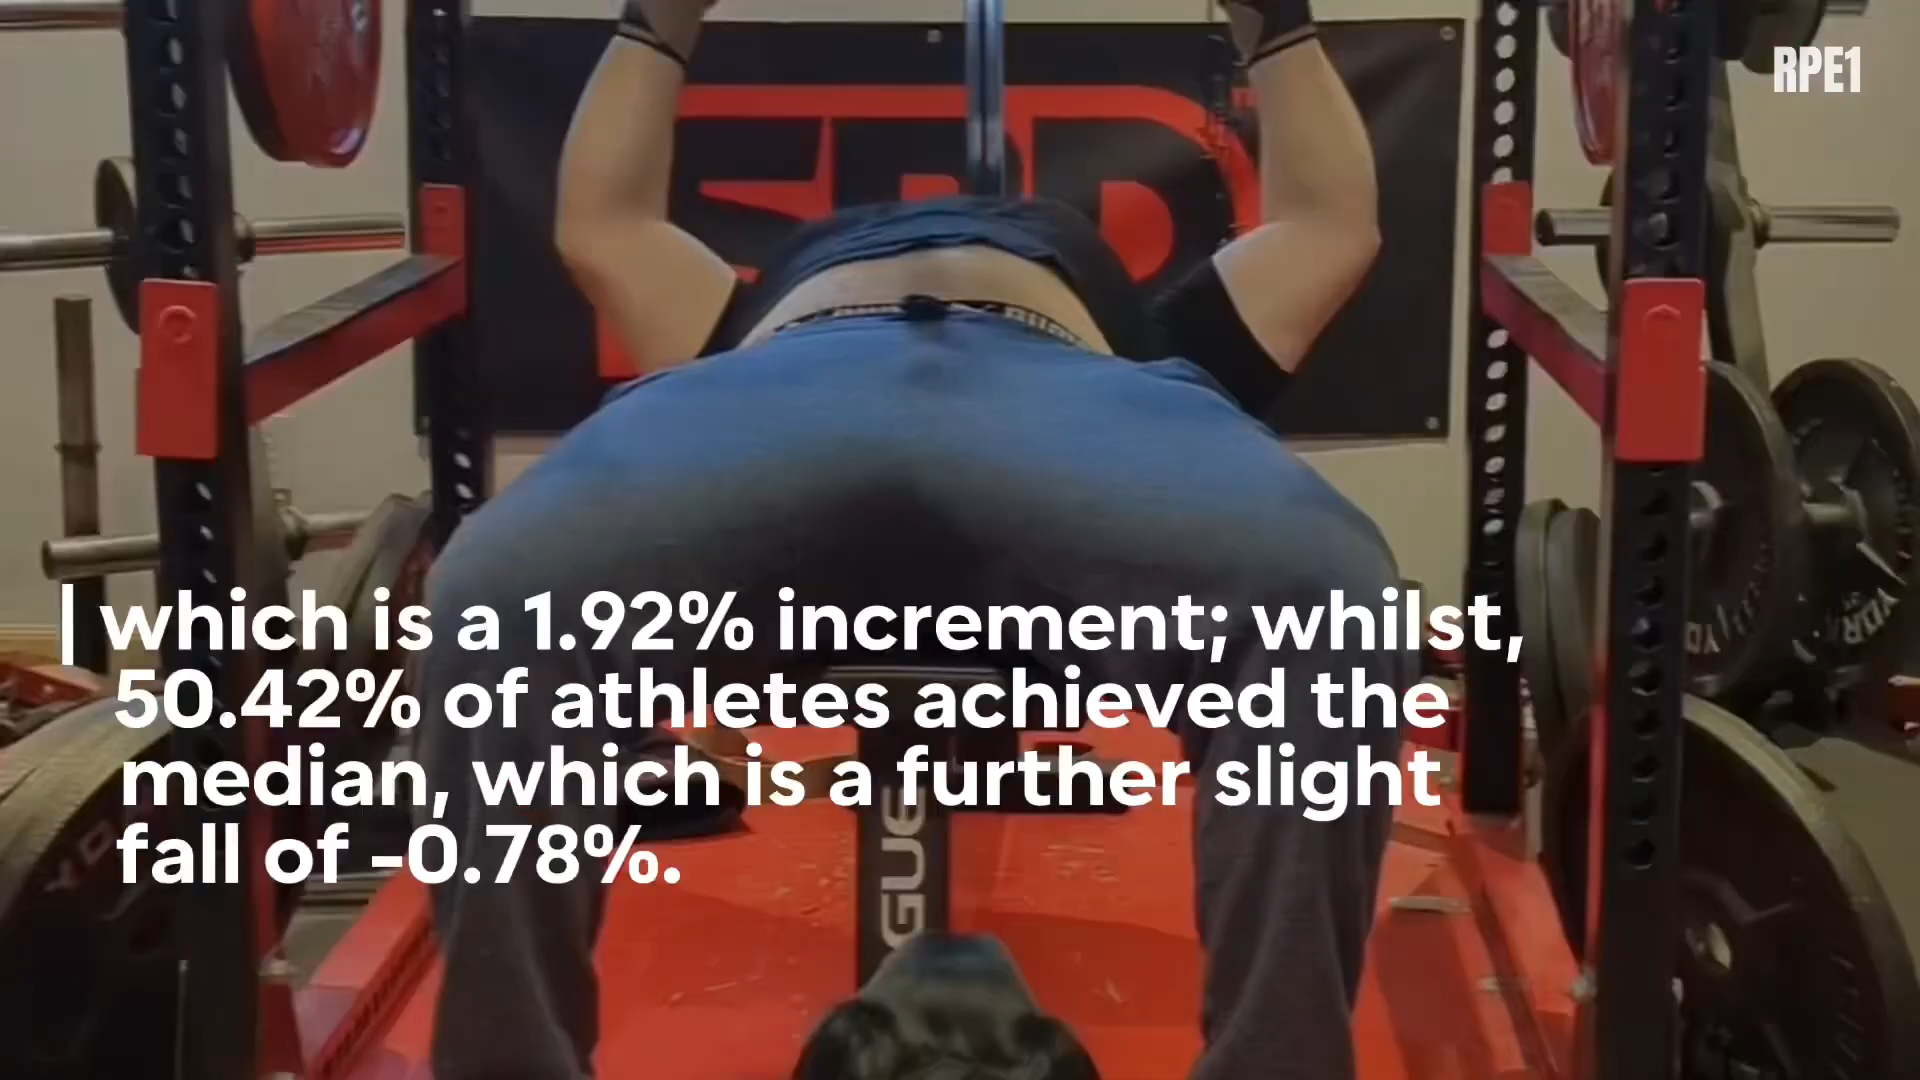 RPE1
| which is a 1.92% increment; whilst,
50.42% of athletes achieved the
median, which is a further slight
fall of -0.78%.
GUE